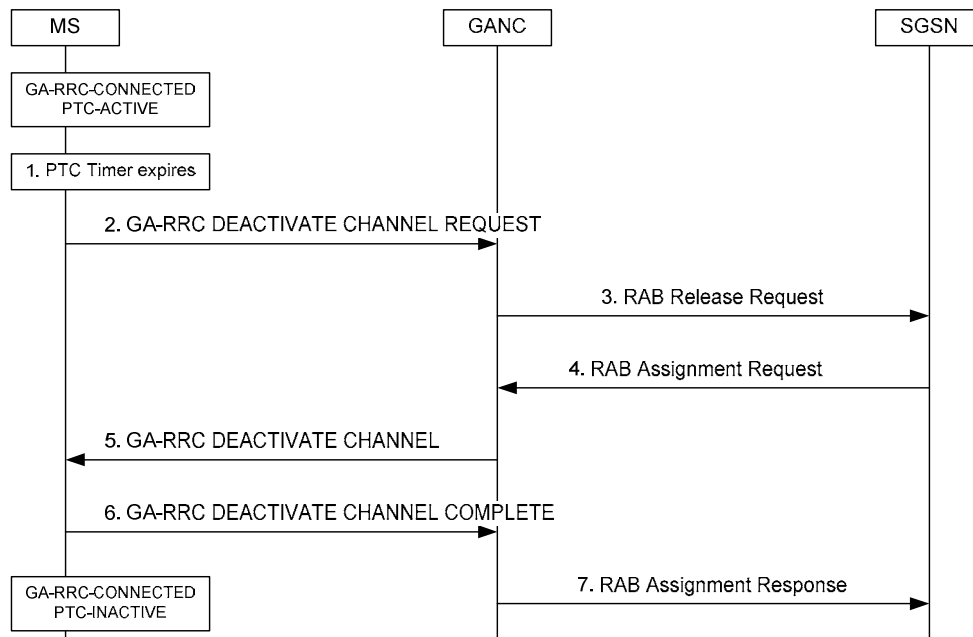 MS
GANC
SGSN
GA-RRC-CONNECTED
PTC-ACTIVE
1. PTC Timer expires
2. GA-RRC DEACTIVATE CHANNEL REQUEST
3. RAB Release Request
4. RAB Assignment Request
5. GA-RRC DEACTIVATE CHANNEL
6. GA-RRC DEACTIVATE CHANNEL COMPLETE
GA-RRC-CONNECTED
PTC-INACTIVE
7. RAB Assignment Response